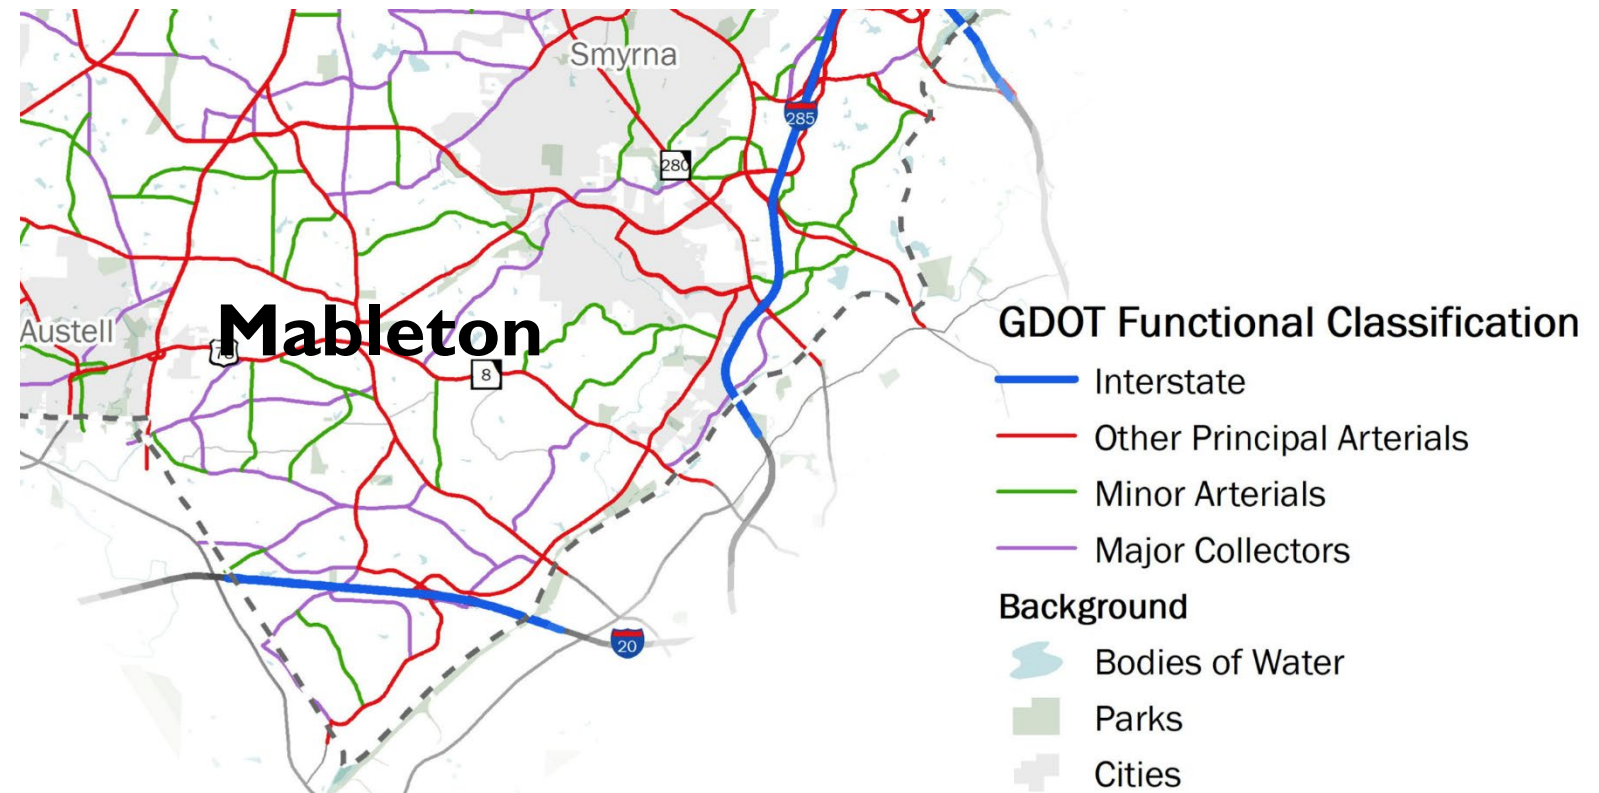 Smyrna
285
280
Austell
Mableton
78
8
20
GDOT Functional Classification
Interstate
Other Principal Arterials
Minor Arterials
Major Collectors
Background
Bodies of Water
Parks
Cities